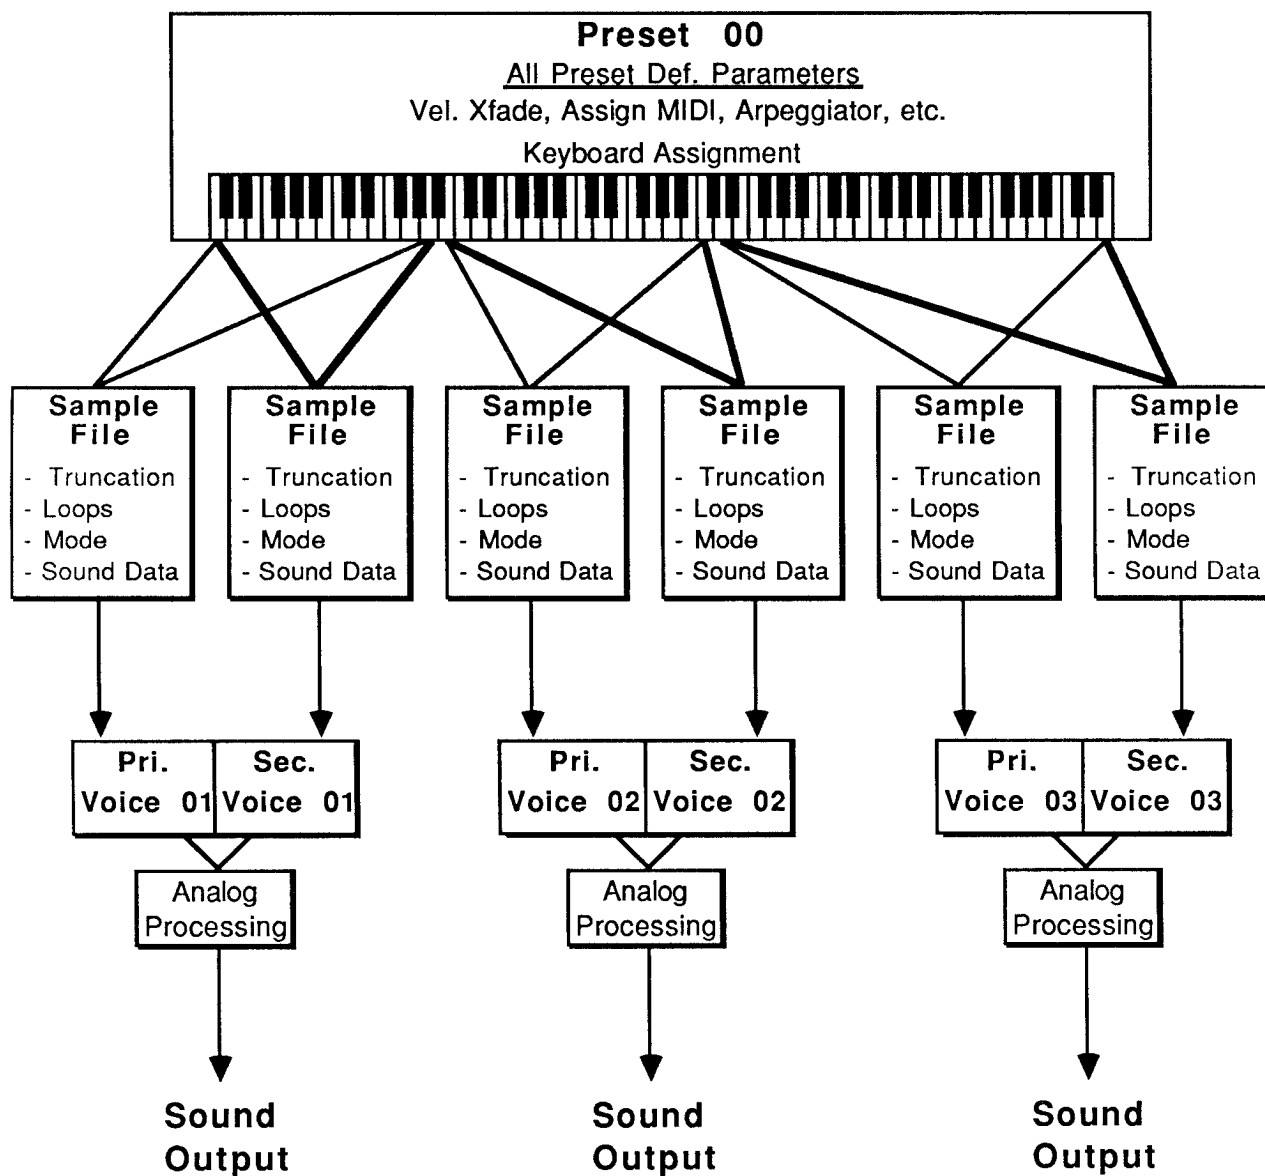 Preset 00
All Preset Def. Parameters
Vel. Xfade, Assign MIDI, Arpeggiator, etc.
Keyboard Assignment
Sample
File
- Truncation
- Loops
- Mode
- Sound Data
Sample
File
- Truncation
- Loops
- Mode
- Sound Data
Sample
File
- Truncation
- Loops
- Mode
- Sound Data
Sample
File
- Truncation
- Loops
- Mode
- Sound Data
Sample
File
- Truncation
- Loops
- Mode
- Sound Data
Sample
File
- Truncation
- Loops
- Mode
- Sound Data
Pri.
Voice 01
Sec.
Voice 01
Pri.
Voice 02
Sec.
Voice 02
Pri.
Voice 03
Sec.
Voice 03
Analog
Processing
Analog
Processing
Analog
Processing
Sound
Output
Sound
Output
Sound
Output